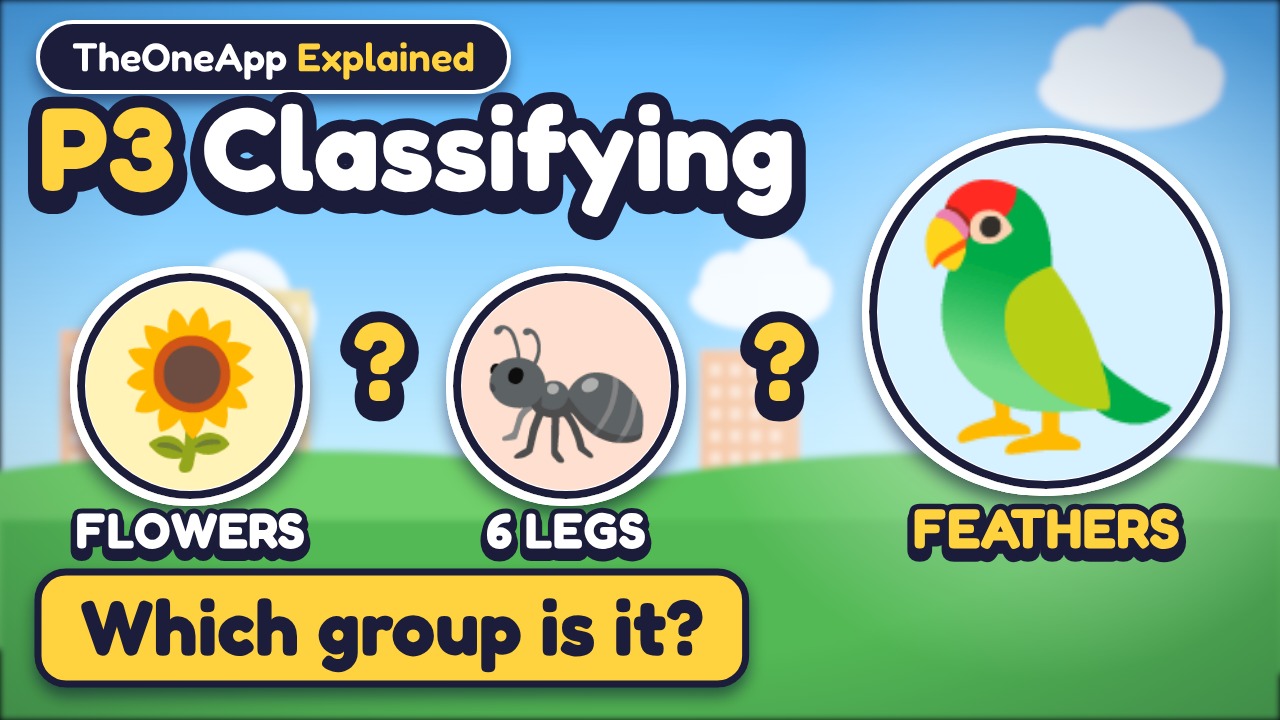 TheOneApp Explained
P3 Classifying
?
?
FLOWERS
6 LEGS
FEATHERS
Which group is it?